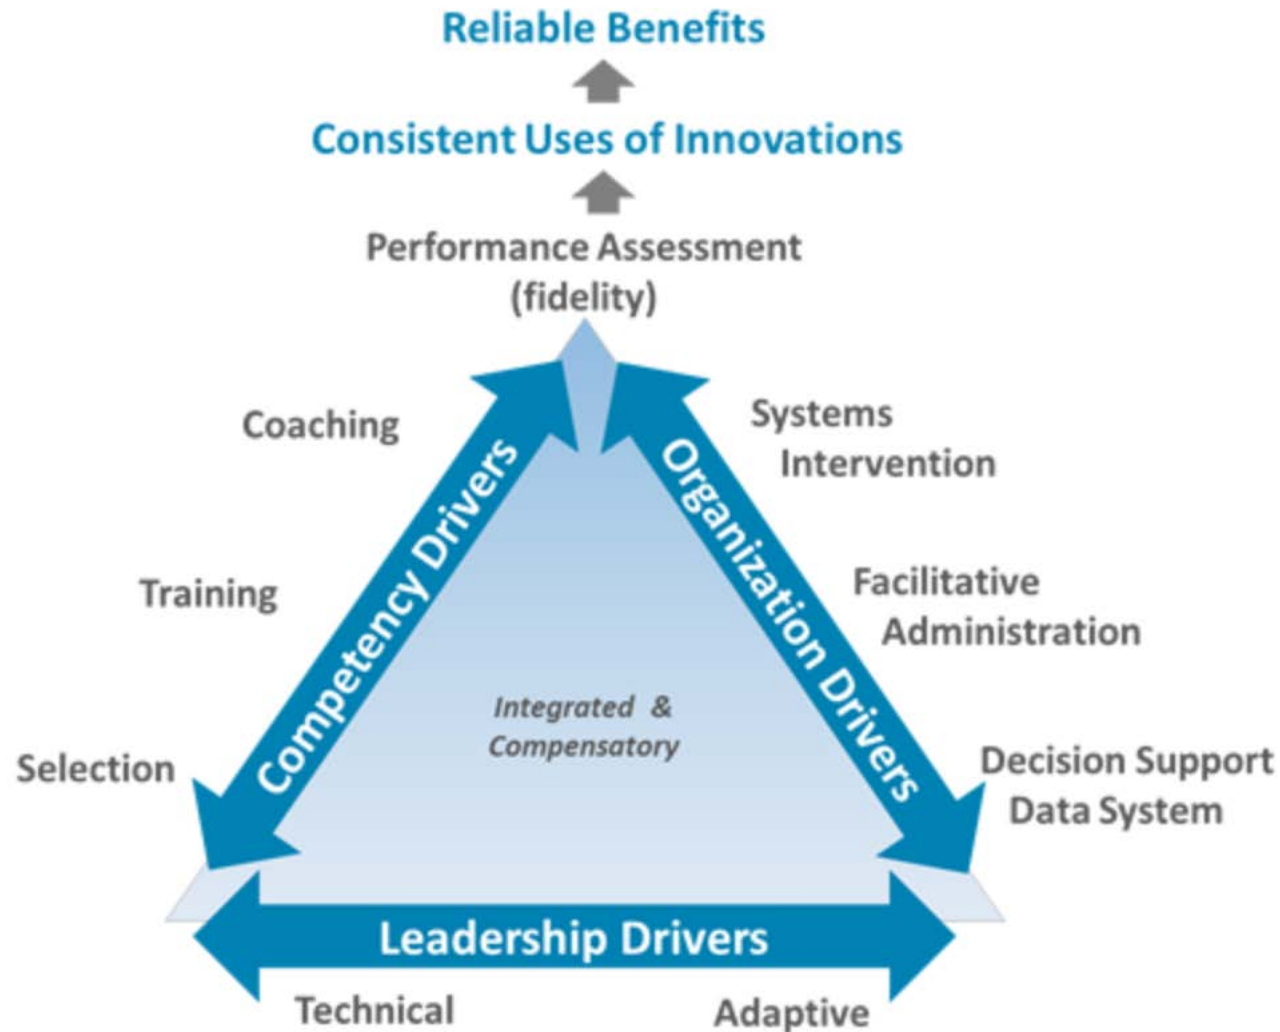 Reliable Benefits
Consistent Uses of Innovations
Performance Assessment
(fidelity)
Coaching
Training
Selection
Competency Drivers
Organization Drivers
Systems
Intervention
Facilitative
Administration
Decision Support
Data System
Integrated &
Compensatory
Leadership Drivers
Technical
Adaptive